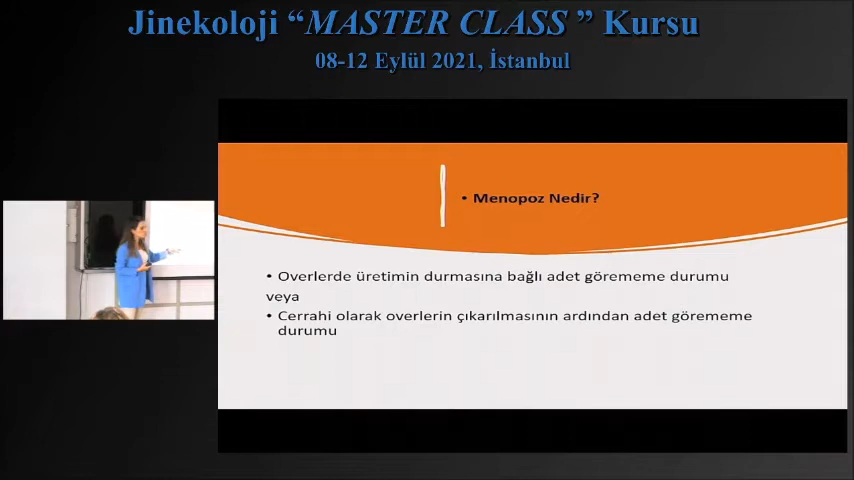 Jinekoloji “MASTER CLASS ” Kursu
08-12 Eylül 2021, İstanbul
• Menopoz Nedir?
• Overlerde üretimin durmasına bağlı adet görememe durumu
veya
• Cerrahi olarak overlerin çıkarılmasının ardından adet görememe
durumu